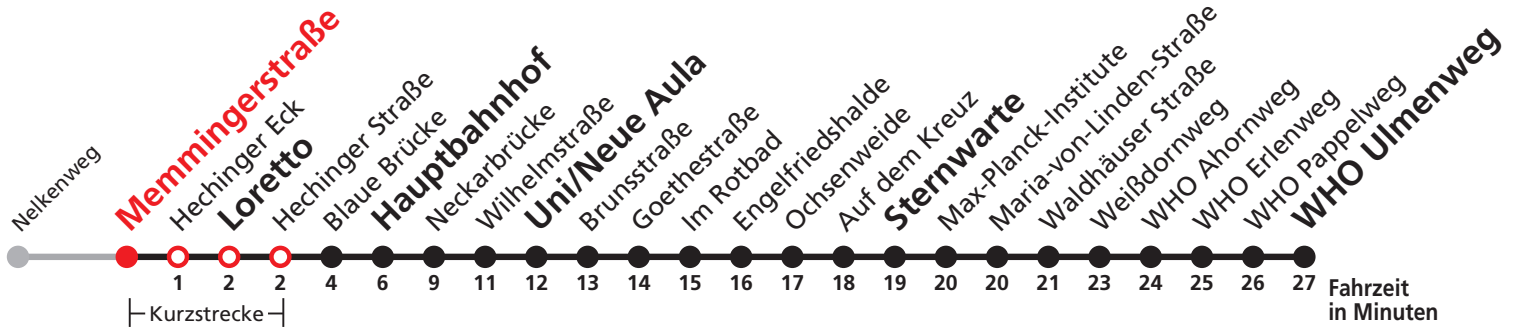 Nelkenweg
Memmingerstraße
Hechinger Eck
Loretto
Hechinger Straße
Blaue Brücke
Hauptbahnhof
Neckarbrücke
Wilhelmstraße
Uni/Neue Aula
Brunsstraße
Goethestraße
Im Rotbad
Engelfriedshalde
Ochsenweide
Auf dem Kreuz
Sternwarte
Max-Planck-Institute
Maria-von-Linden-Straße
Waldhäuser Straße
Weißdornweg
WHO Ahornweg
WHO Erlenweg
WHO Pappelweg
WHO Ulmenweg
1 2 2 4 6 9 11 12 13 14 15 16 17 18 19 20 20 21 23 24 25 26 27
Fahrzeit
in Minuten
Kurzstrecke